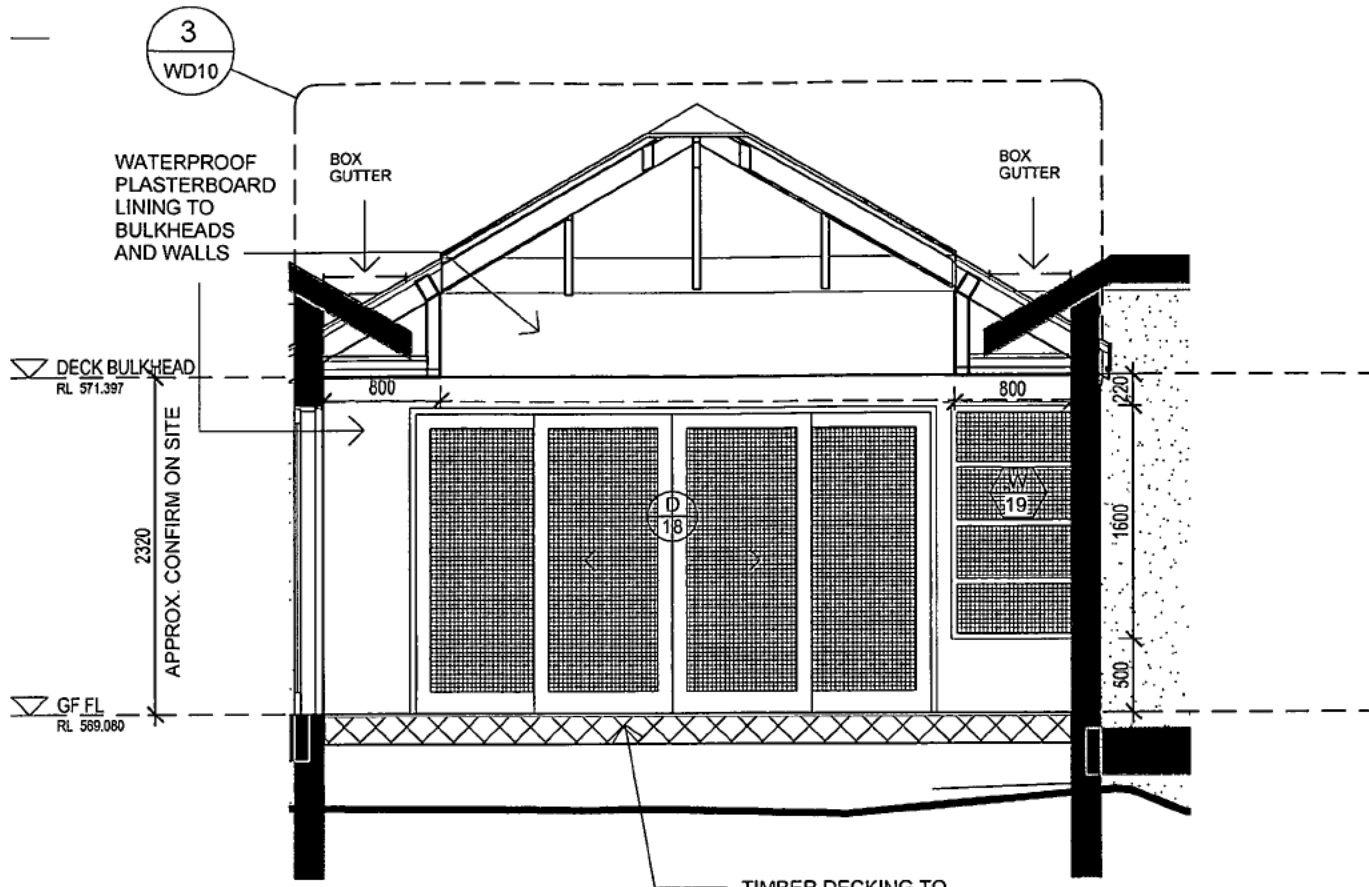 3
WD10
WATERPROOF
PLASTERBOARD
LINING TO
BULKHEADS
AND WALLS
BOX
GUTTER
BOX
GUTTER
DECK BULKHEAD
RL 571.397
800
800
220
2320
APPROX. CONFIRM ON SITE
D
18
W
19
1600
500
GF FL
RL 569.080
TIMBER DECKING TO